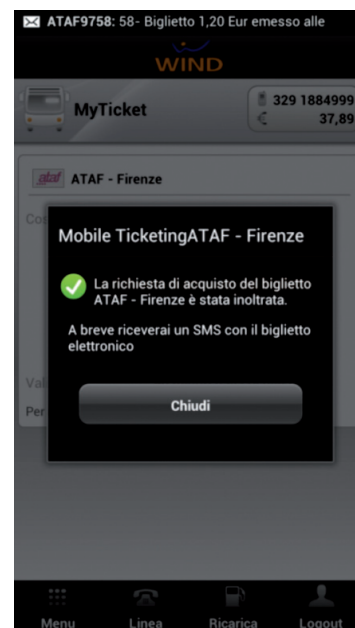 ATAF9758: 58- Biglietto 1,20 Eur emesso alle
WIND
MyTicket
329 1884999
€ 37,89
ataf ATAF - Firenze
Mobile TicketingATAF - Firenze
La richiesta di acquisto del biglietto
ATAF - Firenze è stata inoltrata.
A breve riceverai un SMS con il biglietto
elettronico
Chiudi
Per
Menu Linea Ricarica Logout